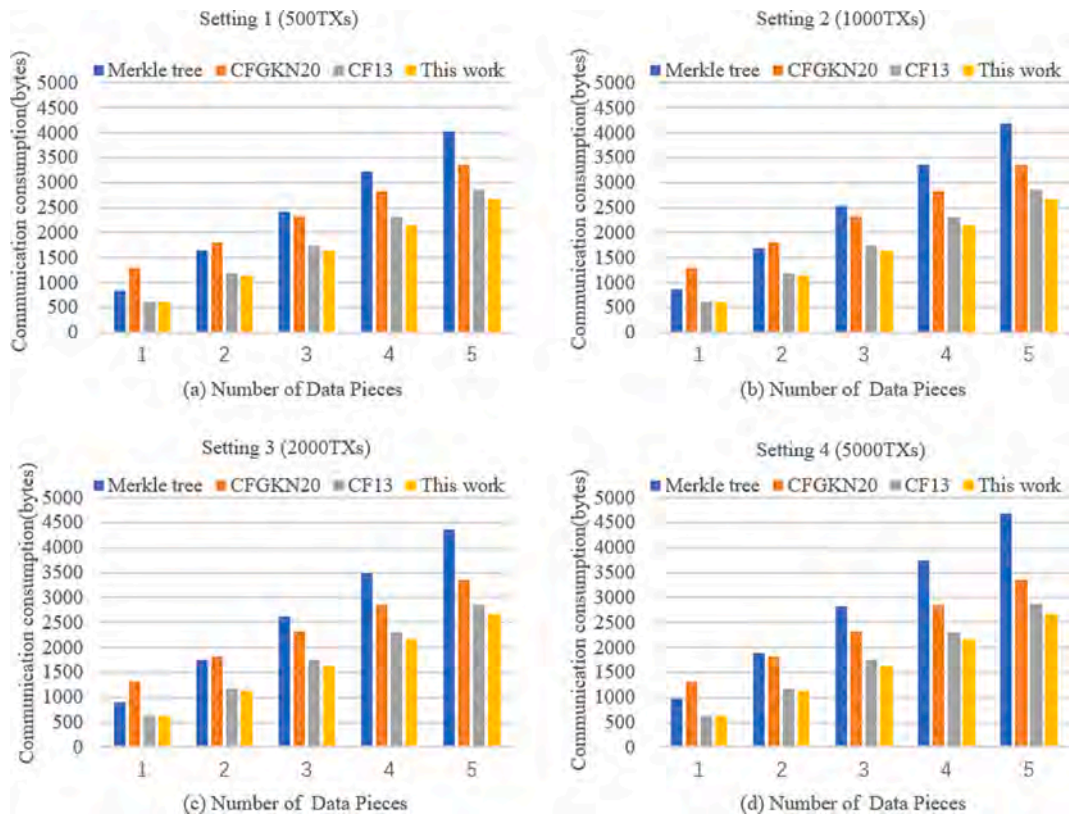 Setting 1 (500TXs)
Merkle tree CFGKN20 CF13 This work
Communication consumption(bytes)
5000
4500
4000
3500
3000
2500
2000
1500
1000
500
0
1 2 3 4 5
(a) Number of Data Pieces
Setting 2 (1000TXs)
Merkle tree CFGKN20 CF13 This work
Communication consumption(bytes)
5000
4500
4000
3500
3000
2500
2000
1500
1000
500
0
1 2 3 4 5
(b) Number of Data Pieces
Setting 3 (2000TXs)
Merkle tree CFGKN20 CF13 This work
Communication consumption(bytes)
5000
4500
4000
3500
3000
2500
2000
1500
1000
500
0
1 2 3 4 5
(c) Number of Data Pieces
Setting 4 (5000TXs)
Merkle tree CFGKN20 CF13 This work
Communication consumption(bytes)
5000
4500
4000
3500
3000
2500
2000
1500
1000
500
0
1 2 3 4 5
(d) Number of Data Pieces